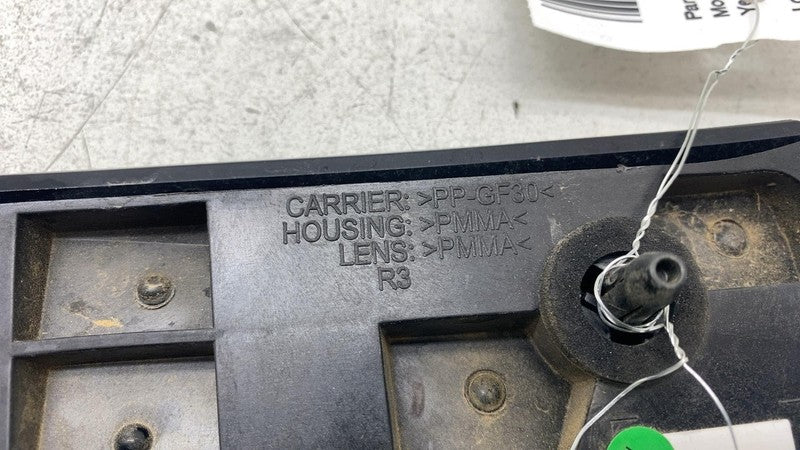 CARRIER: >PP-GF30<
HOUSING: >PMMA<
LENS: >PMMA<
R3